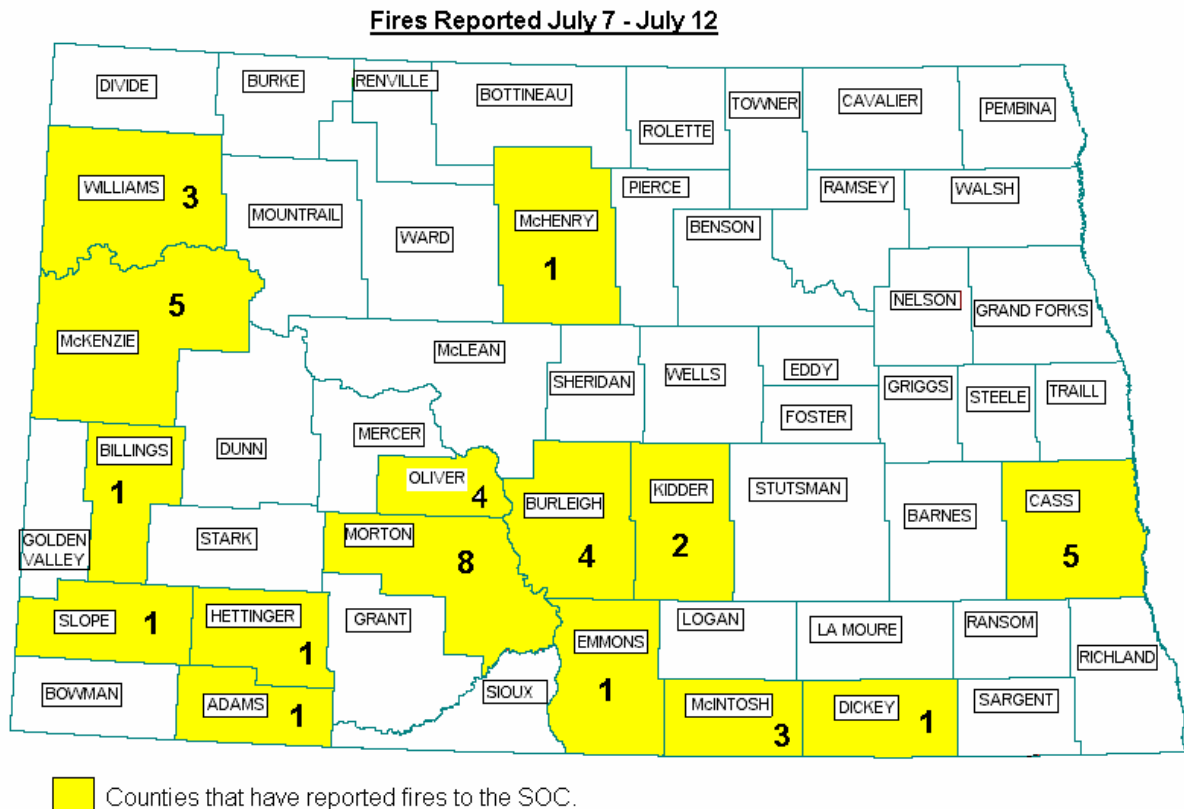 Fires Reported July 7 - July 12
DIVIDE
BURKE
RENVILLE
BOTTINEAU
ROLETTE
TOWNER
CAVALIER
PEMBINA
WILLIAMS
3
MOUNTRAIL
WARD
McHENRY
1
PIERCE
BENSON
RAMSEY
WALSH
McKENZIE
5
NELSON
GRAND FORKS
McLEAN
SHERIDAN
WELLS
EDDY
FOSTER
GRIGGS
STEELE
TRAILL
BILLINGS
1
DUNN
MERCER
OLIVER
4
BURLEIGH
4
KIDDER
2
STUTSMAN
BARNES
CASS
5
GOLDEN
VALLEY
STARK
MORTON
8
SLOPE
1
HETTINGER
1
GRANT
EMMONS
1
LOGAN
LA MOURE
RANSOM
RICHLAND
BOWMAN
ADAMS
1
SIOUX
McINTOSH
3
DICKEY
1
SARGENT
Counties that have reported fires to the SOC.